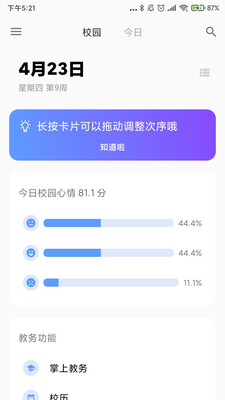 下午5:21
87%
校园 今日
4月23日
星期四 第9周
长按卡片可以拖动调整次序哦
知道啦
今日校园心情 81.1 分
44.4%
44.4%
11.1%
教务功能
掌上教务
校历